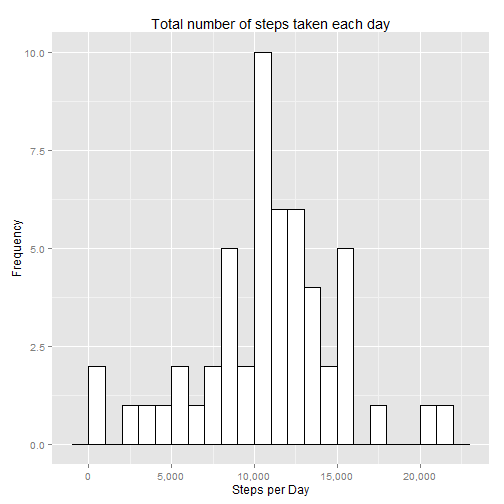 Total number of steps taken each day
10.0
7.5
5.0
2.5
0.0
Frequency
0 5,000 10,000 15,000 20,000
Steps per Day